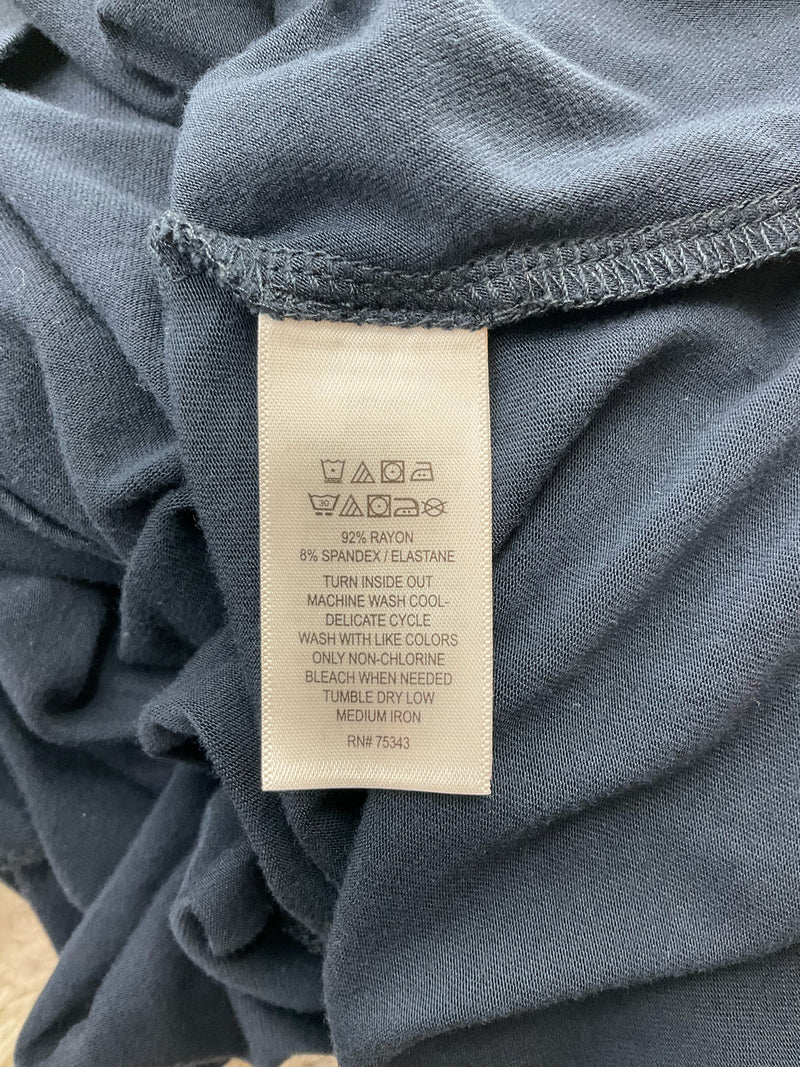 30
92% RAYON
8% SPANDEX / ELASTANE
TURN INSIDE OUT
MACHINE WASH COOL-
DELICATE CYCLE
WASH WITH LIKE COLORS
ONLY NON-CHLORINE
BLEACH WHEN NEEDED
TUMBLE DRY LOW
MEDIUM IRON
RN# 75343